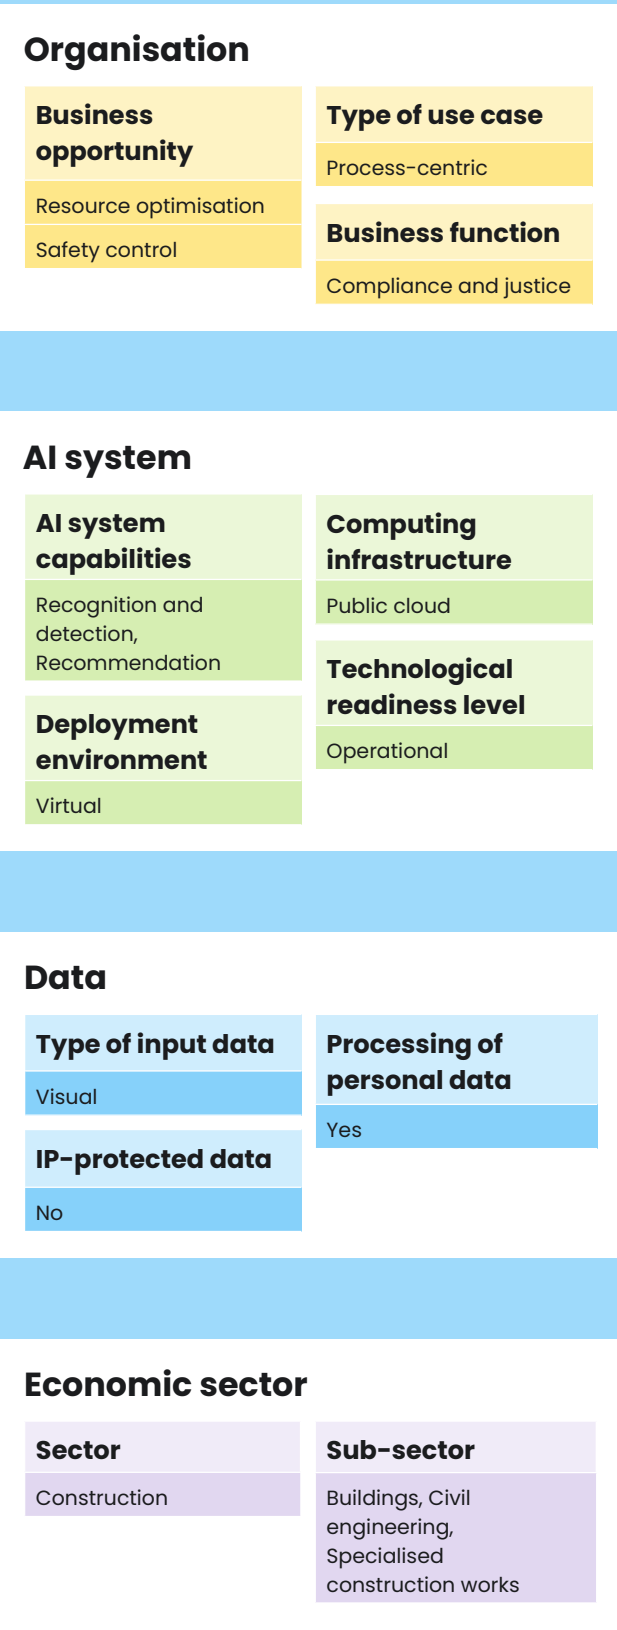 Organisation
Business
opportunity
Resource optimisation
Safety control
Type of use case
Process-centric
Business function
Compliance and justice
AI system
AI system
capabilities
Recognition and
detection,
Recommendation
Deployment
environment
Virtual
Computing
infrastructure
Public cloud
Technological
readiness level
Operational
Data
Type of input data
Visual
IP-protected data
No
Processing of
personal data
Yes
Economic sector
Sector
Construction
Sub-sector
Buildings, Civil
engineering,
Specialised
construction works